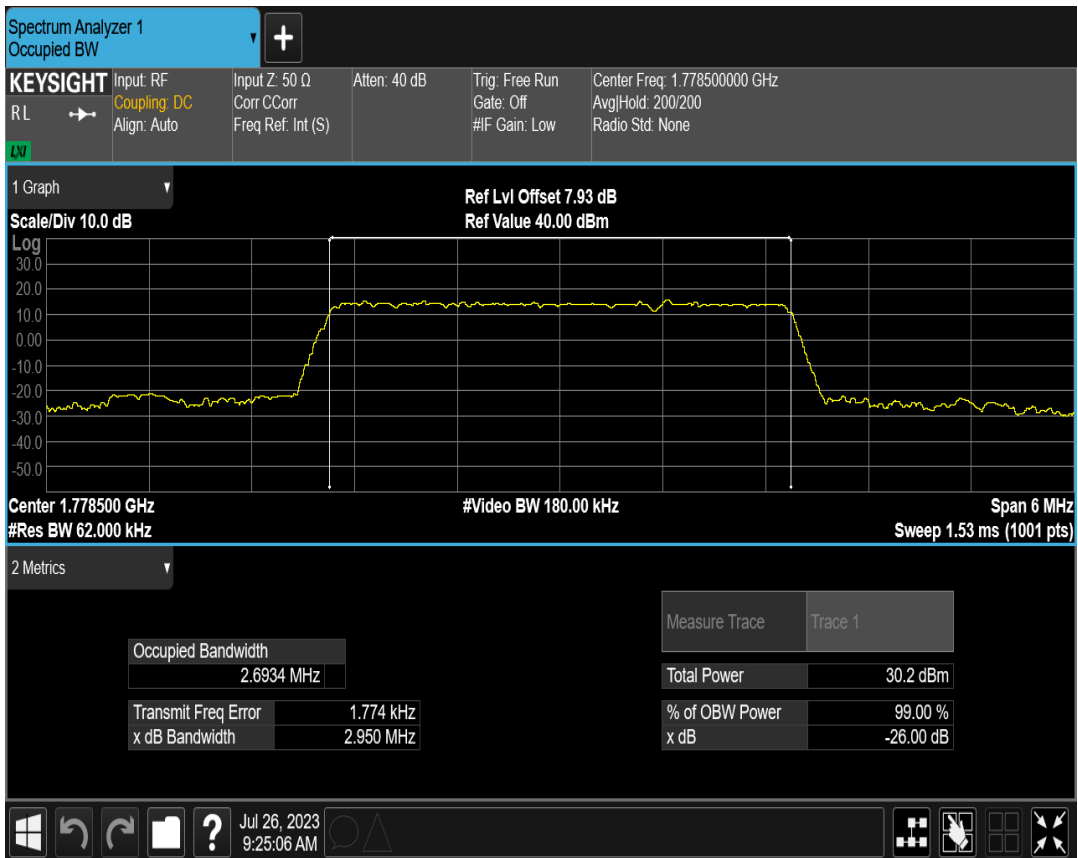 Spectrum Analyzer 1
Occupied BW
+
KEYSIGHT
RL
LXI
Input: RF
Coupling: DC
Align: Auto
Input Z: 50 Ω
Corr CCorr
Freq Ref: Int (S)
Atten: 40 dB
Trig: Free Run
Gate: Off
#IF Gain: Low
Center Freq: 1.778500000 GHz
Avg|Hold: 200/200
Radio Std: None
1 Graph
Scale/Div 10.0 dB
Ref Lvl Offset 7.93 dB
Ref Value 40.00 dBm
Log
30.0
20.0
10.0
0.00
-10.0
-20.0
-30.0
-40.0
-50.0
Center 1.778500 GHz
#Video BW 180.00 kHz
Span 6 MHz
#Res BW 62.000 kHz
Sweep 1.53 ms (1001 pts)
2 Metrics
Measure Trace Trace 1
Occupied Bandwidth
2.6934 MHz
Total Power 30.2 dBm
Transmit Freq Error 1.774 kHz
% of OBW Power 99.00 %
x dB Bandwidth 2.950 MHz
x dB -26.00 dB
?
Jul 26, 2023
9:25:06 AM